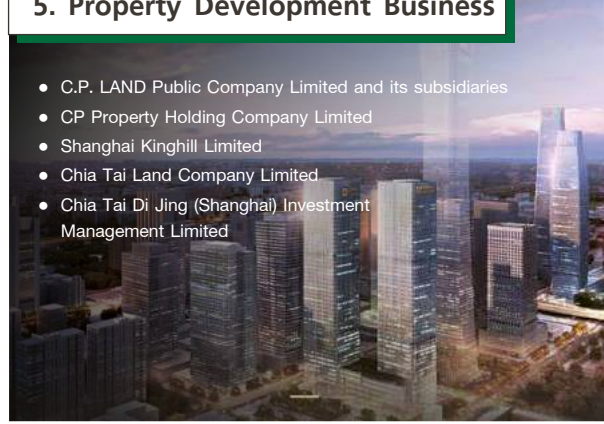 5. Property Development Business
● C.P. LAND Public Company Limited and its subsidiaries
● CP Property Holding Company Limited
● Shanghai Kinghill Limited
● Chia Tai Land Company Limited
● Chia Tai Di Jing (Shanghai) Investment
Management Limited